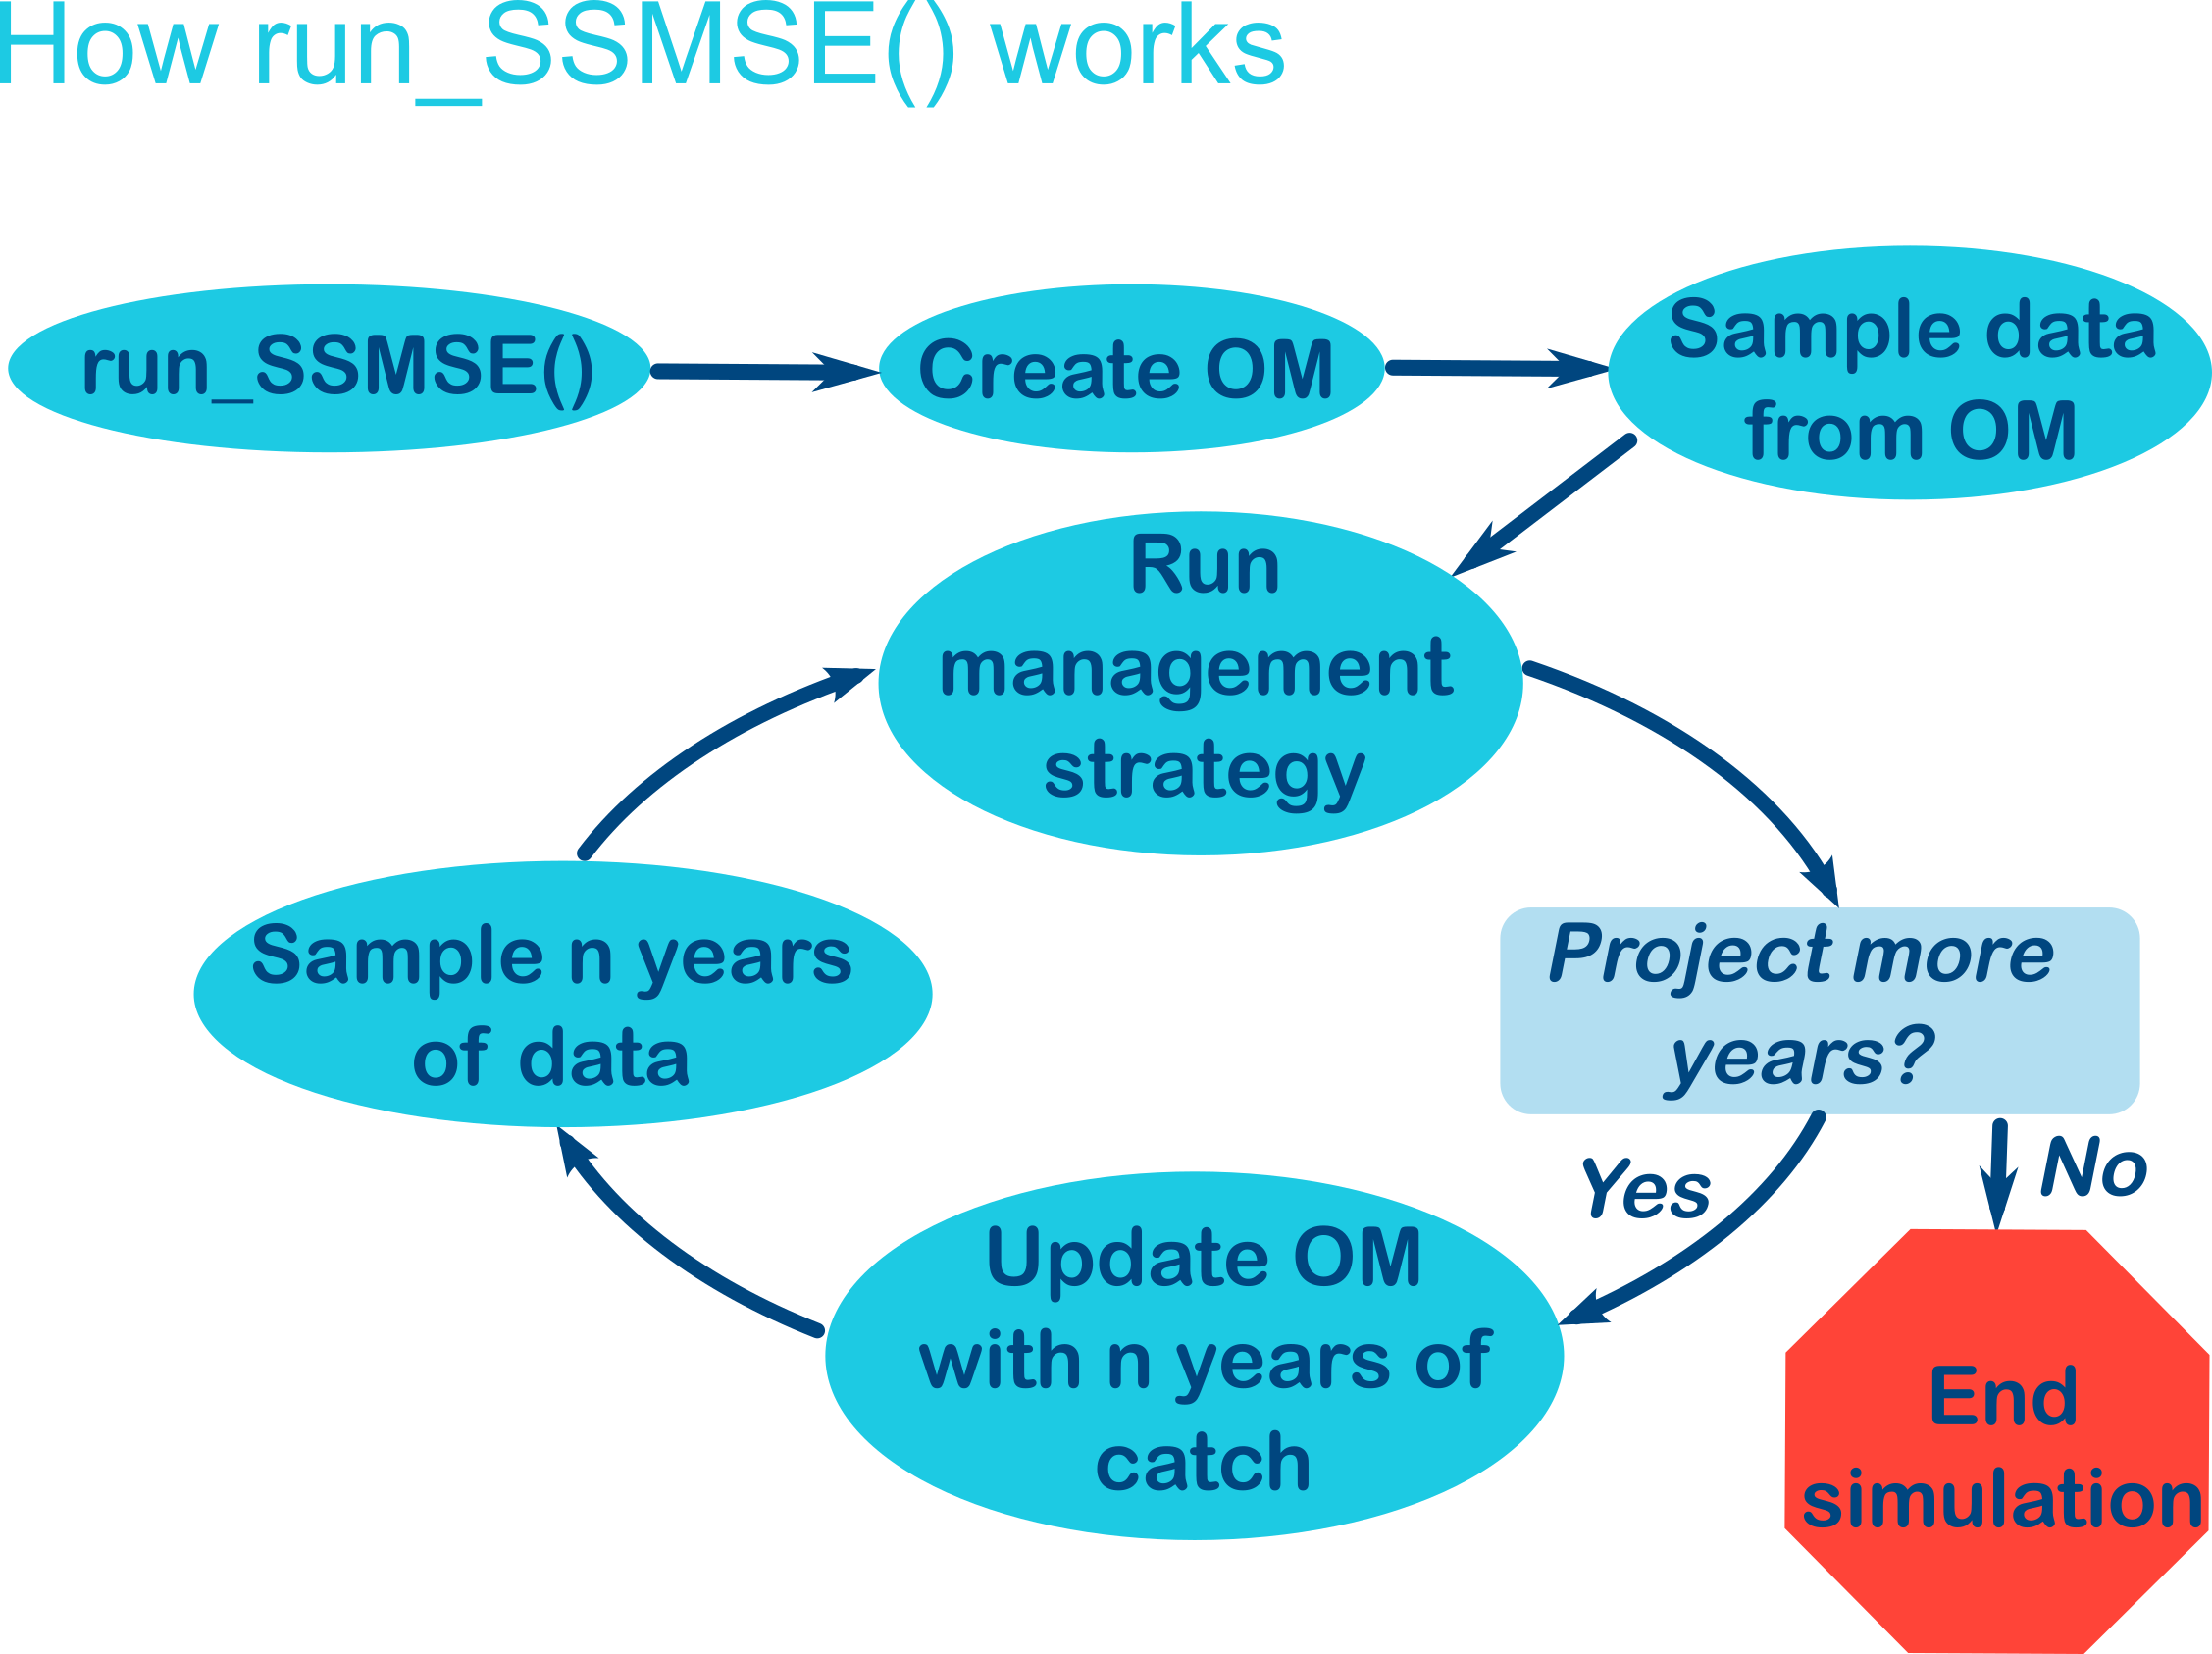 How run_SSMSE() works
run_SSMSE()
Create OM
Sample data
from OM
Run
management
strategy
Project more
years?
Yes
No
Update OM
with n years of
catch
Sample n years
of data
End
simulation